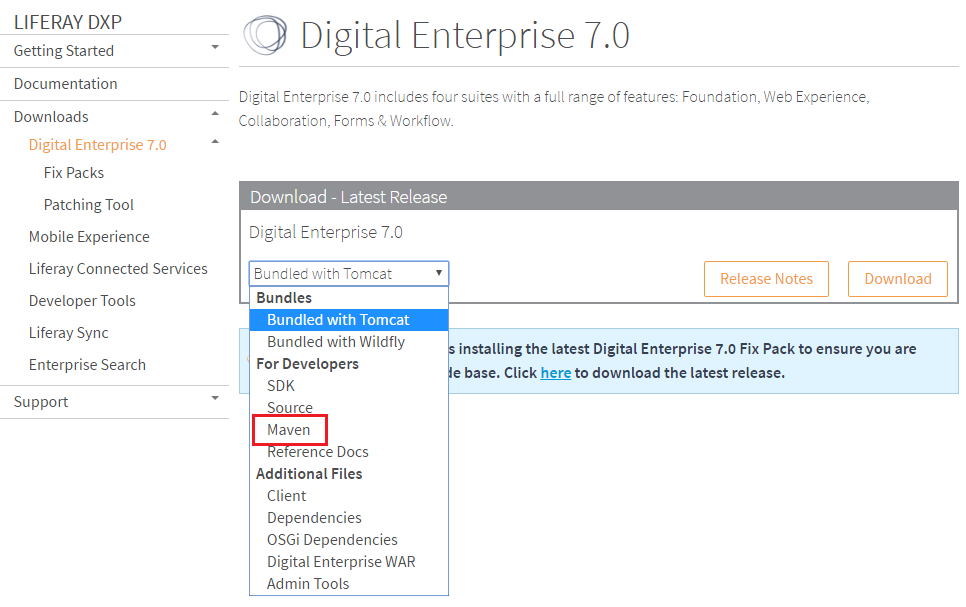 LIFERAY DXP
Getting Started
Documentation
Downloads
Digital Enterprise 7.0
Fix Packs
Patching Tool
Mobile Experience
Liferay Connected Services
Developer Tools
Liferay Sync
Enterprise Search
Support
Digital Enterprise 7.0
Digital Enterprise 7.0 includes four suites with a full range of features: Foundation, Web Experience,
Collaboration, Forms & Workflow.
Download - Latest Release
Digital Enterprise 7.0
Bundled with Tomcat
Release Notes
Download
Bundles
Bundled with Tomcat
Bundled with Wildfly
For Developers
SDK
Source
Maven
Reference Docs
Additional Files
Client
Dependencies
OSGi Dependencies
Digital Enterprise WAR
Admin Tools
installing the latest Digital Enterprise 7.0 Fix Pack to ensure you are
base. Click here to download the latest release.